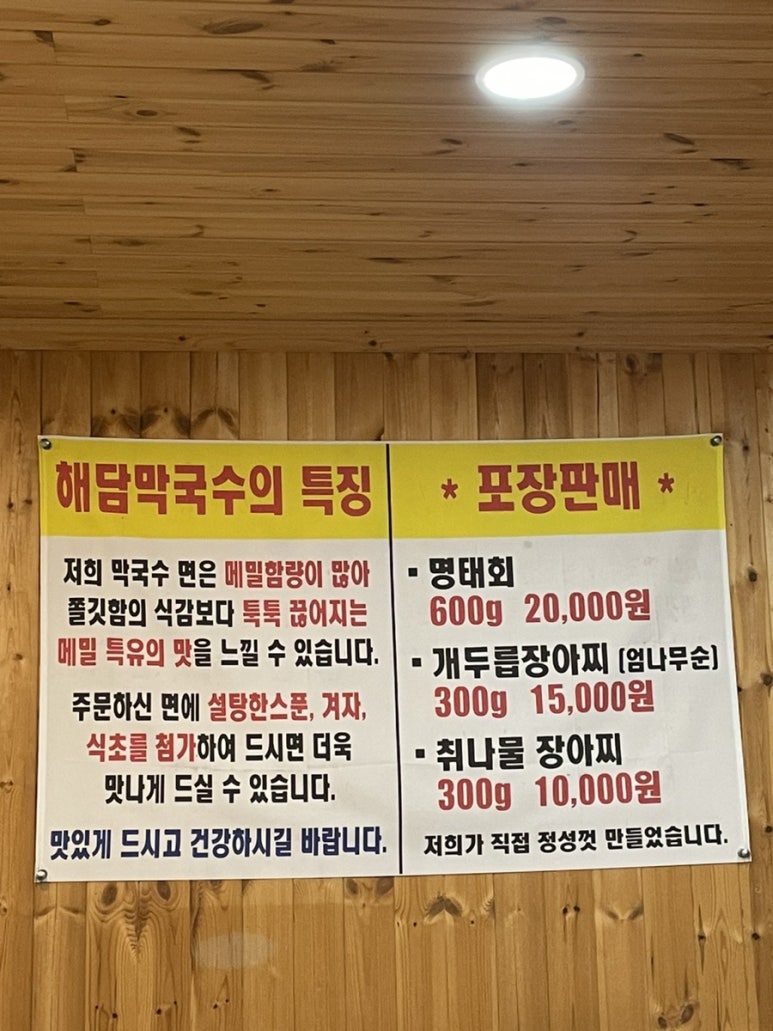 해담막국수의 특징
저희 막국수 면은 메밀함량이 많아
쫄깃함의 식감보다 툭툭 끊어지는
메밀 특유의 맛을 느낄 수 있습니다.
주문하신 면에 설탕한스푼, 겨자,
식초를 첨가하여 드시면 더욱
맛나게 드실 수 있습니다.
맛있게 드시고 건강하시길 바랍니다.
* 포장판매 *
▪ 명태회
600g 20,000원
▪ 개두릅장아찌 (엄나무순)
300g 15,000원
▪ 취나물 장아찌
300g 10,000원
저희가 직접 정성껏 만들었습니다.